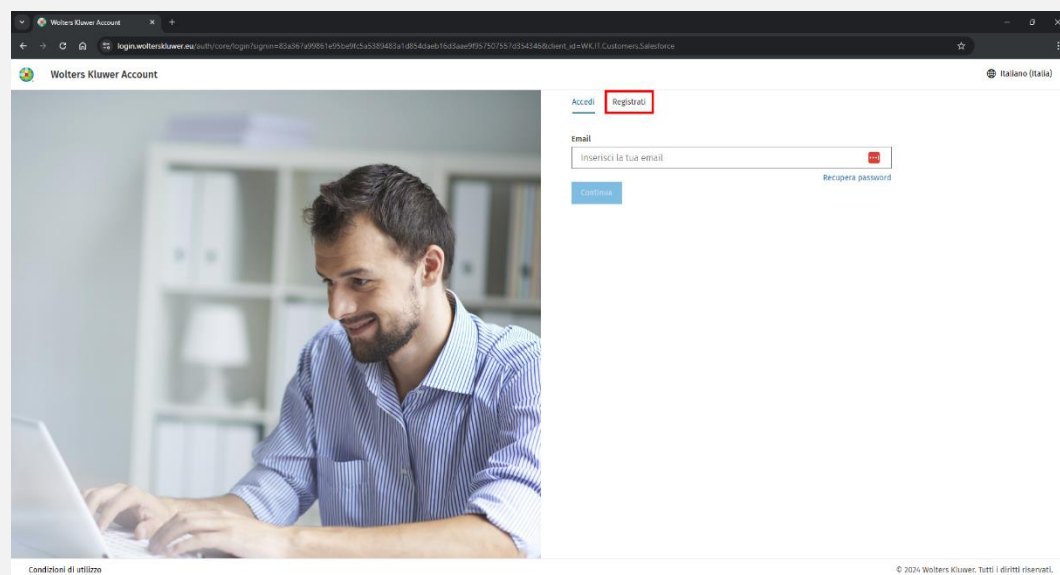 Wolters Kluwer Account
login.wolterskluwer.eu/auth/core/login?signin=83a367a99861e95be9fc5a5389483a1d854daeb16d3aae9f957507557d354346&client_id=WK.IT.Customers.Salesforce
Wolters Kluwer Account
Italiano (Italia)
Accedi
Registrati
Email
Inserisci la tua email
Recupera password
Continua
Condizioni di utilizzo
© 2024 Wolters Kluwer. Tutti i diritti riservati.